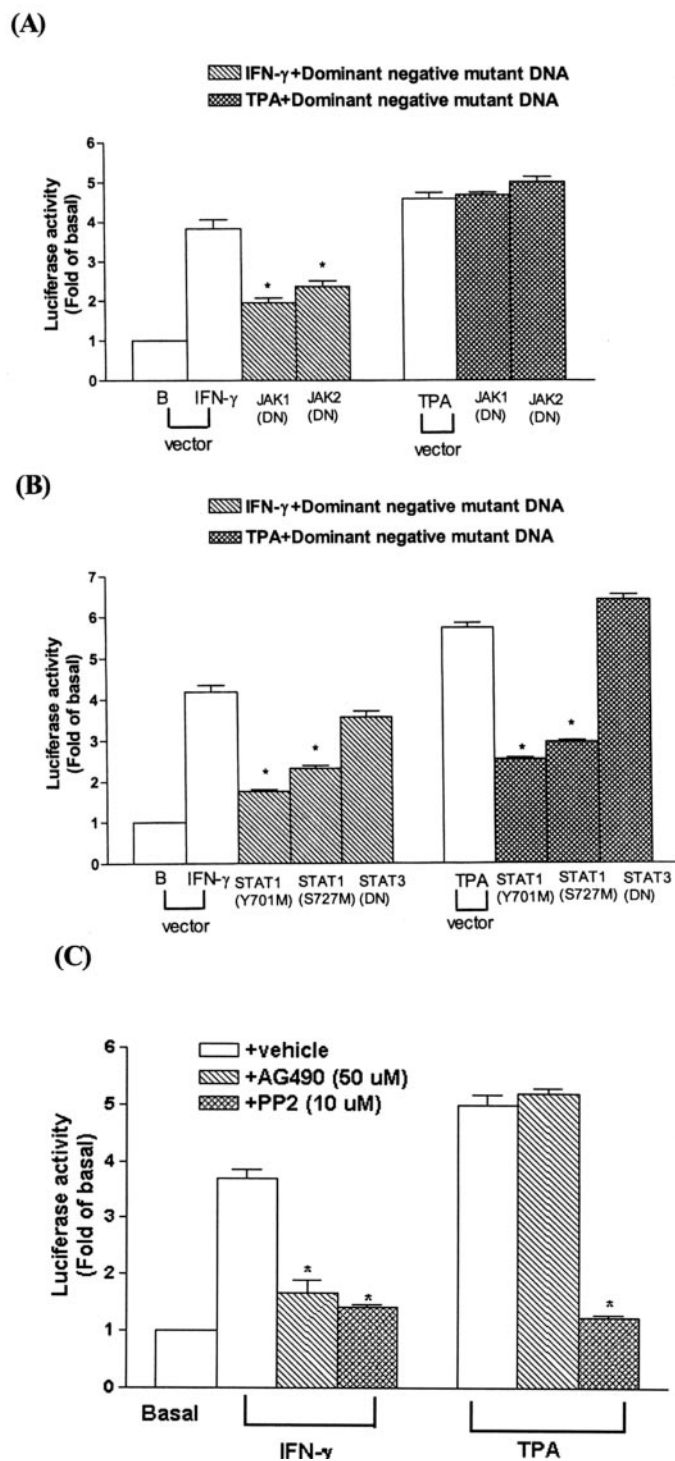 (A)
IFN-γ+Dominant negative mutant DNA
TPA+Dominant negative mutant DNA
Luciferase activity
(Fold of basal)
6
5
4
3
2
1
0
* *
B IFN-γ JAK1 (DN) JAK2 (DN) TPA JAK1 (DN) JAK2 (DN)
vector vector
(B)
IFN-γ+Dominant negative mutant DNA
TPA+Dominant negative mutant DNA
Luciferase activity
(Fold of basal)
7
6
5
4
3
2
1
0
* * * *
B IFN-γ STAT1 (Y701M) STAT1 (S727M) STAT3 (DN) TPA STAT1 (Y701M) STAT1 (S727M) STAT3 (DN)
vector vector
(C)
+vehicle
+AG490 (50 uM)
+PP2 (10 uM)
Luciferase activity
(Fold of basal)
6
5
4
3
2
1
0
* * *
Basal
IFN-γ TPA